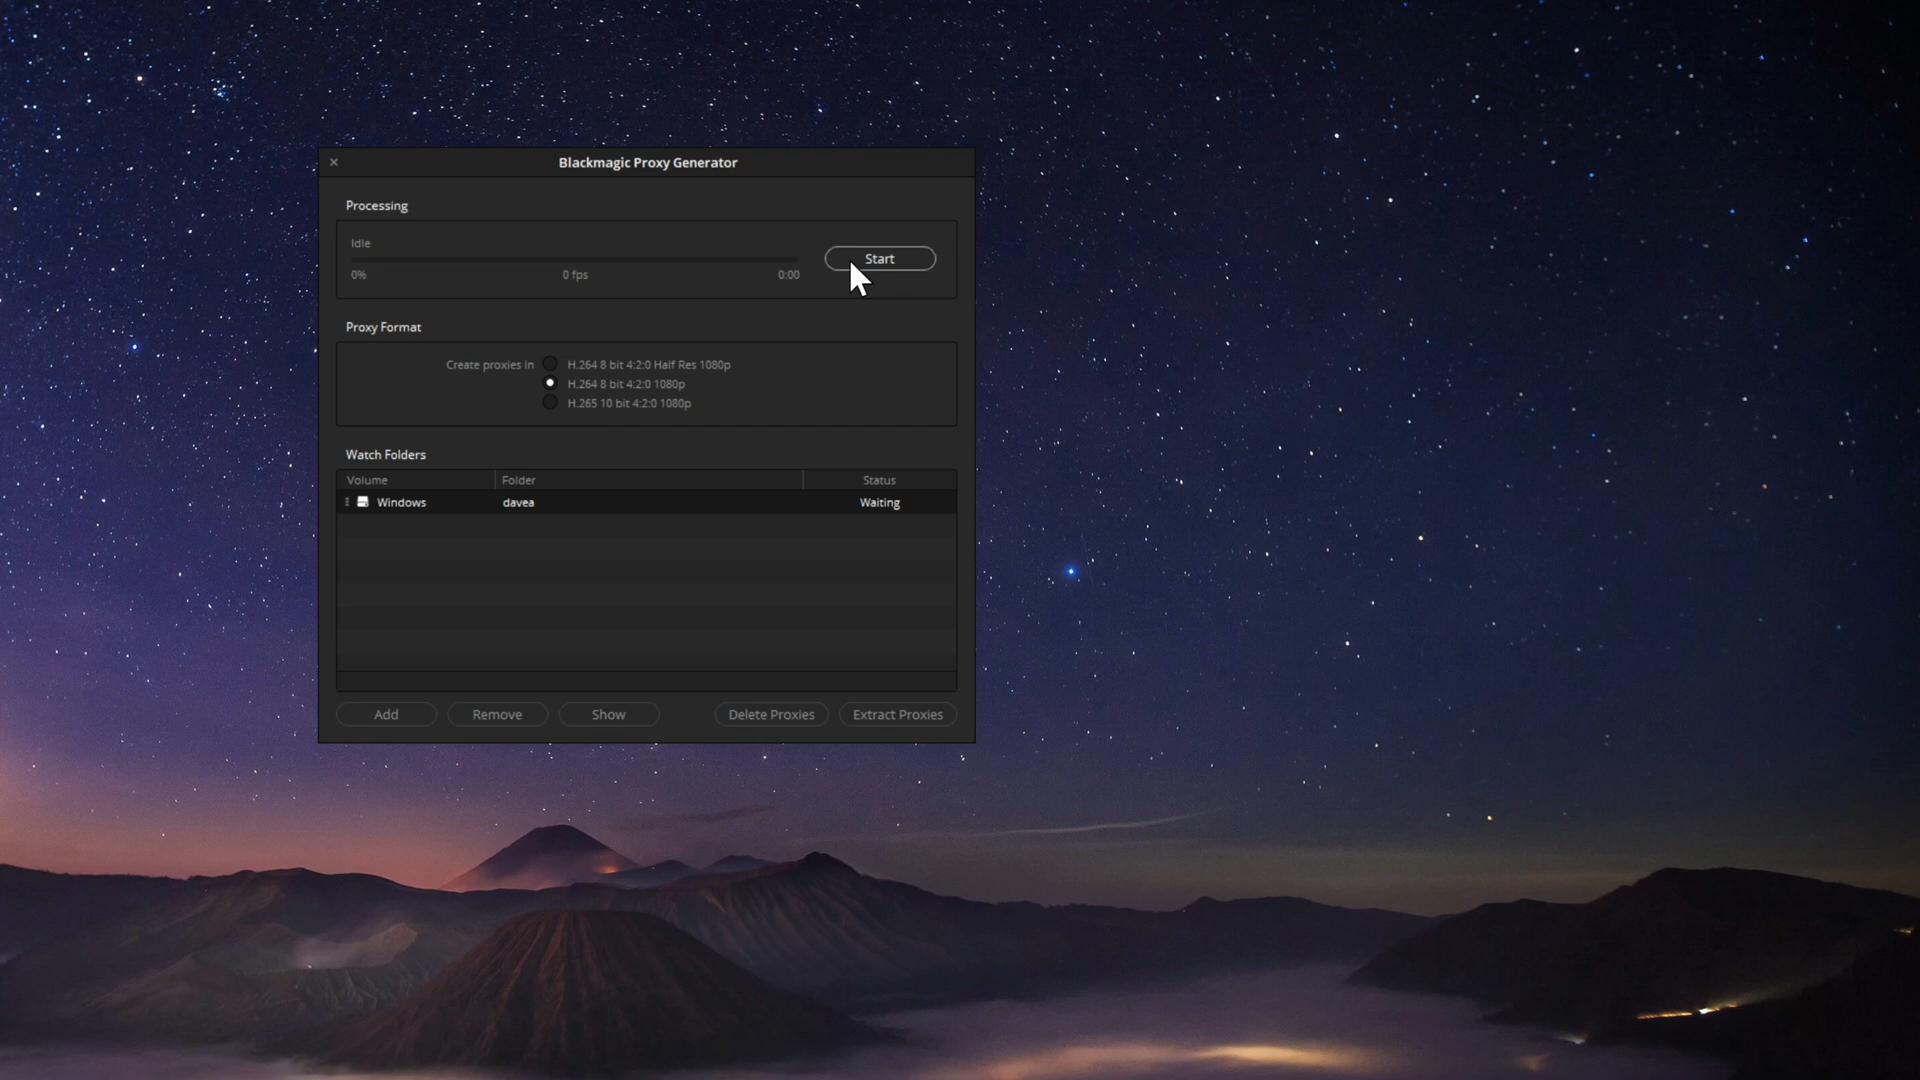 Blackmagic Proxy Generator
Processing
Idle
0% 0 fps 0:00
Start
Proxy Format
Create proxies in H.264 8 bit 4:2:0 Half Res 1080p
H.264 8 bit 4:2:0 1080p
H.265 10 bit 4:2:0 1080p
Watch Folders
Volume Folder Status
Windows davea Waiting
Add Remove Show Delete Proxies Extract Proxies